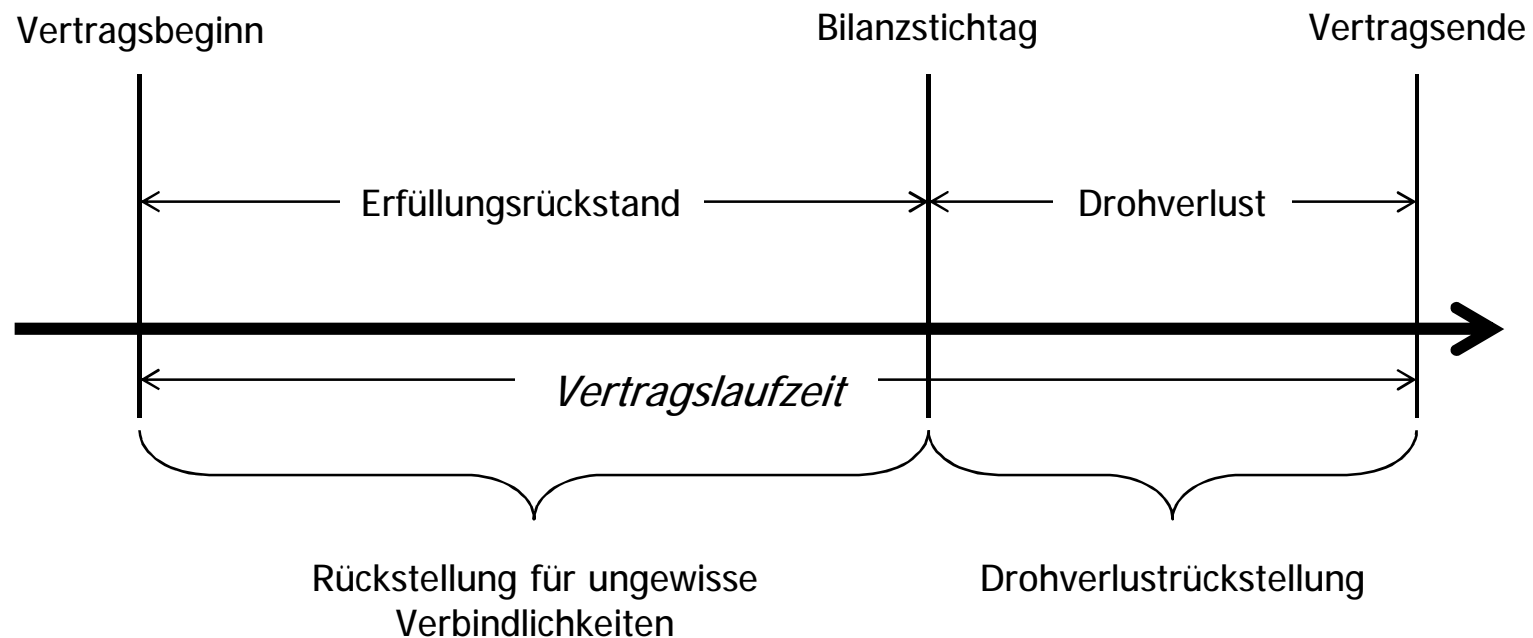 Vertragsbeginn
Bilanzstichtag
Vertragsende
Erfüllungsrückstand
Drohverlust
Vertragslaufzeit
Rückstellung für ungewisse
Verbindlichkeiten
Drohverlustrückstellung